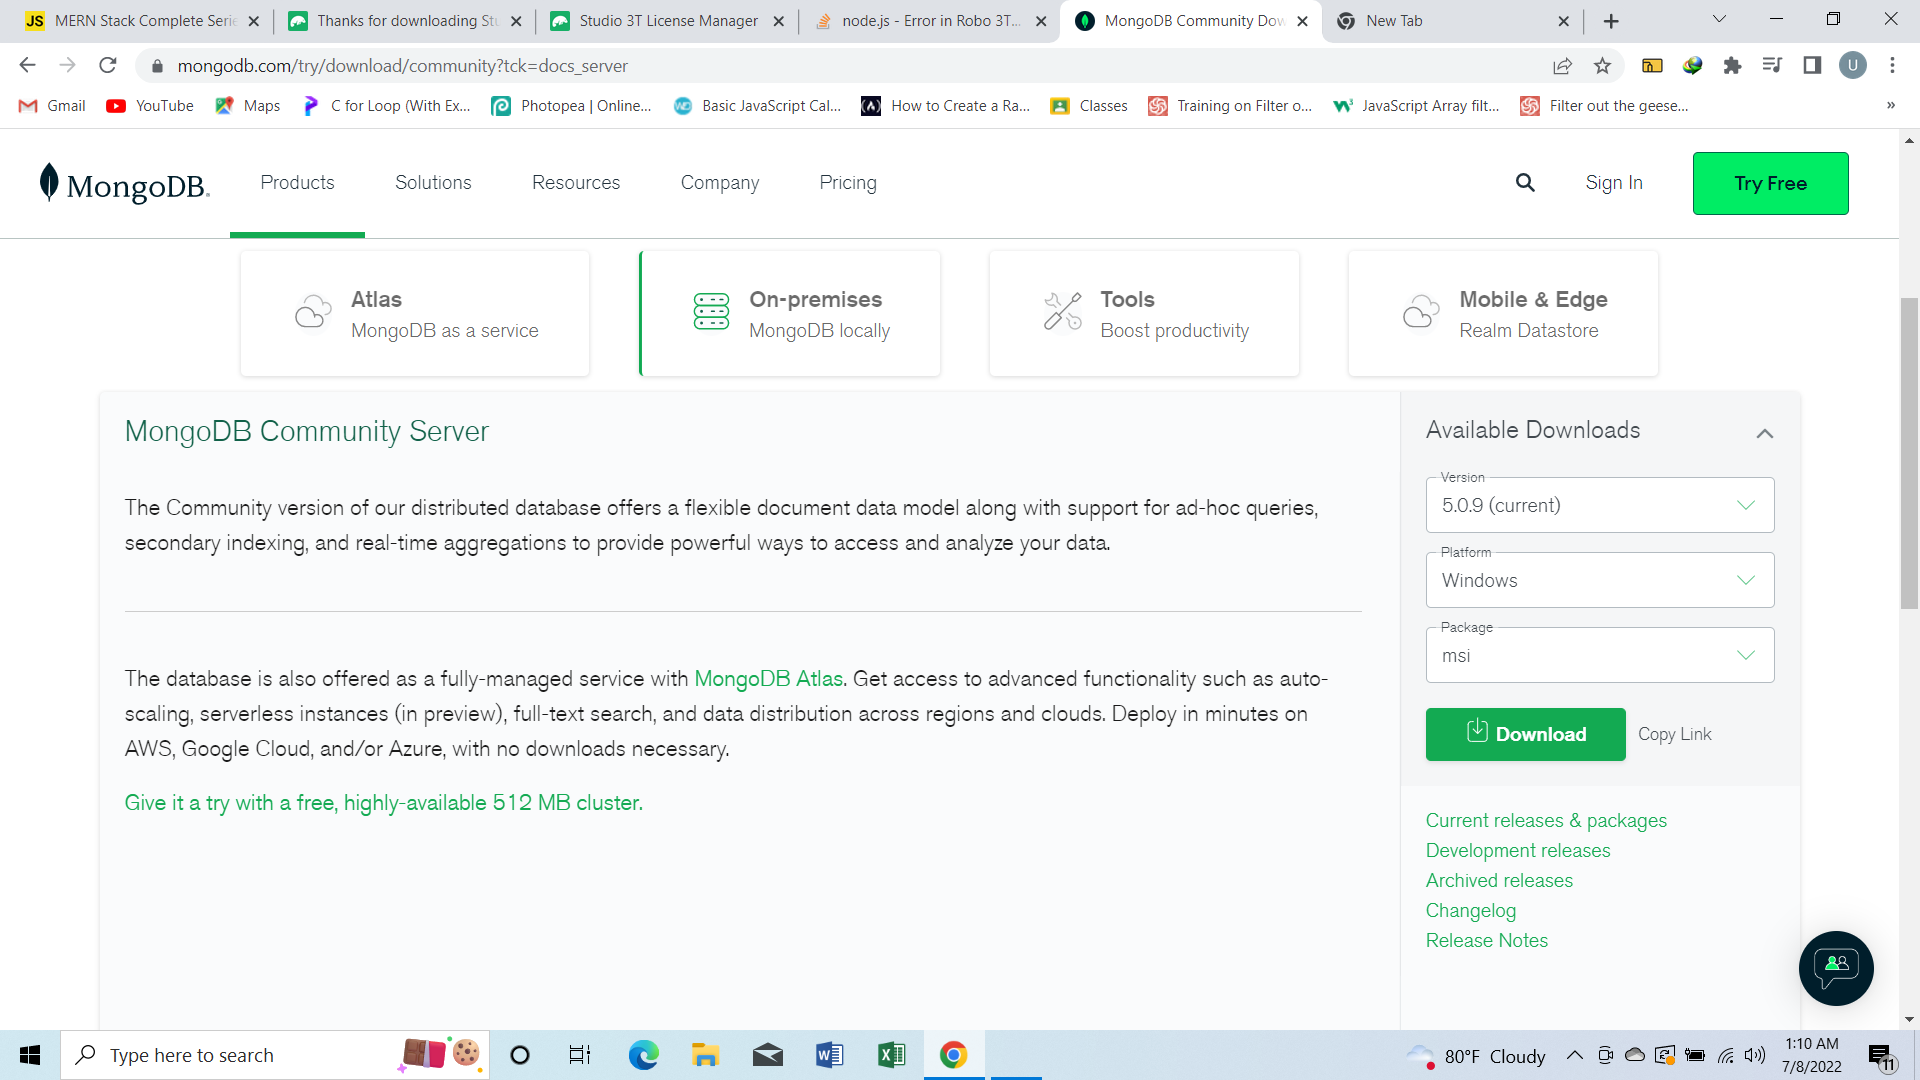 JS MERN Stack Complete Serie
Thanks for downloading Stu
Studio 3T License Manager
node.js - Error in Robo 3T...
MongoDB Community Dow
New Tab
mongodb.com/try/download/community?tck=docs_server
U
Gmail
YouTube
Maps
C for Loop (With Ex...
Photopea | Online...
Basic JavaScript Cal...
How to Create a Ra...
Classes
Training on Filter o...
JavaScript Array filt...
Filter out the geese...
»
MongoDB.
Products
Solutions
Resources
Company
Pricing
Sign In
Try Free
Atlas
MongoDB as a service
On-premises
MongoDB locally
Tools
Boost productivity
Mobile & Edge
Realm Datastore
MongoDB Community Server
The Community version of our distributed database offers a flexible document data model along with support for ad-hoc queries,
secondary indexing, and real-time aggregations to provide powerful ways to access and analyze your data.
The database is also offered as a fully-managed service with MongoDB Atlas. Get access to advanced functionality such as auto-
scaling, serverless instances (in preview), full-text search, and data distribution across regions and clouds. Deploy in minutes on
AWS, Google Cloud, and/or Azure, with no downloads necessary.
Give it a try with a free, highly-available 512 MB cluster.
Available Downloads
Version
5.0.9 (current)
Platform
Windows
Package
msi
Download
Copy Link
Current releases & packages
Development releases
Archived releases
Changelog
Release Notes
Type here to search
80°F Cloudy
1:10 AM
7/8/2022
11